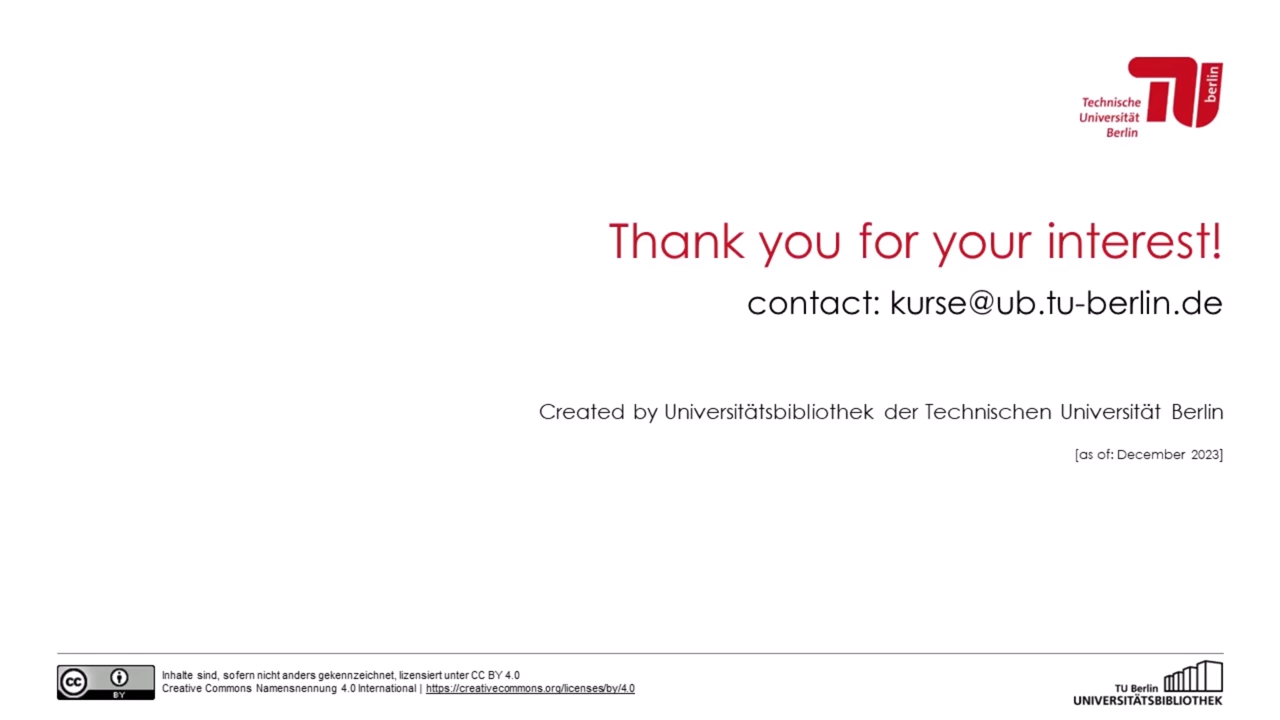 Technische
Universität
Berlin
berlin
Thank you for your interest!
contact: kurse@ub.tu-berlin.de
Created by Universitätsbibliothek der Technischen Universität Berlin
[as of: December 2023]
cc
BY
Inhalte sind, sofern nicht anders gekennzeichnet, lizensiert unter CC BY 4.0
Creative Commons Namensnennung 4.0 International | https://creativecommons.org/licenses/by/4.0
TU Berlin
UNIVERSITÄTSBIBLIOTHEK